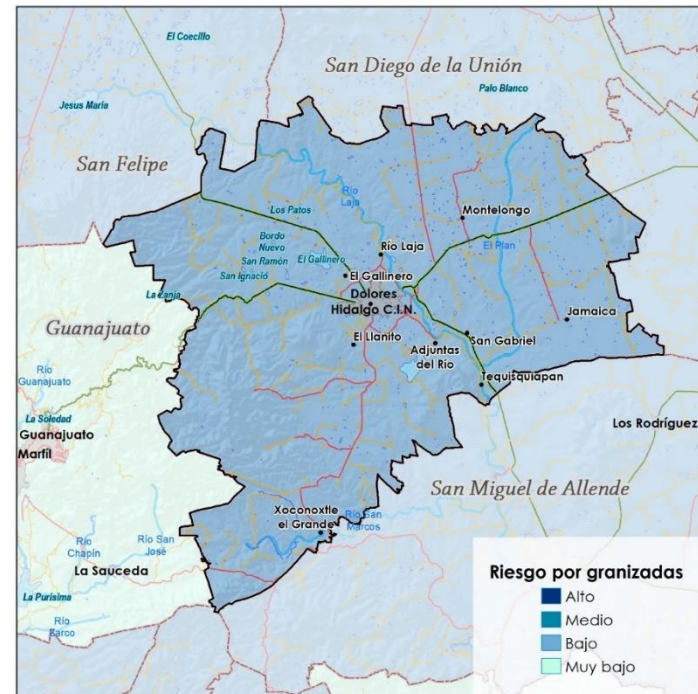 El Coecillo
San Diego de la Unión
Palo Blanco
Jesus María
San Felipe
Río
Laja
Los Patos
Montelongo
Bordo
Nuevo
El Plan
Río Laja
San Ramón
El Gallinero
San Ignacio
El Gallinero
La Zanja
Dolores
Hidalgo C.I.N.
Jamaica
Guanajuato
San Gabriel
El Llanito
Adjuntas
del Río
Río
Guanajuato
Tequisquiapan
La Soledad
Guanajuato
Marfil
Los Rodríguez
San Miguel de Allende
Xoconoxtle
el Grande
Río San
Marcos
Río
Chapín
Río San
José
La Sauceda
La Purísima
Río
Zarco
Riesgo por granizadas
Alto
Medio
Bajo
Muy bajo